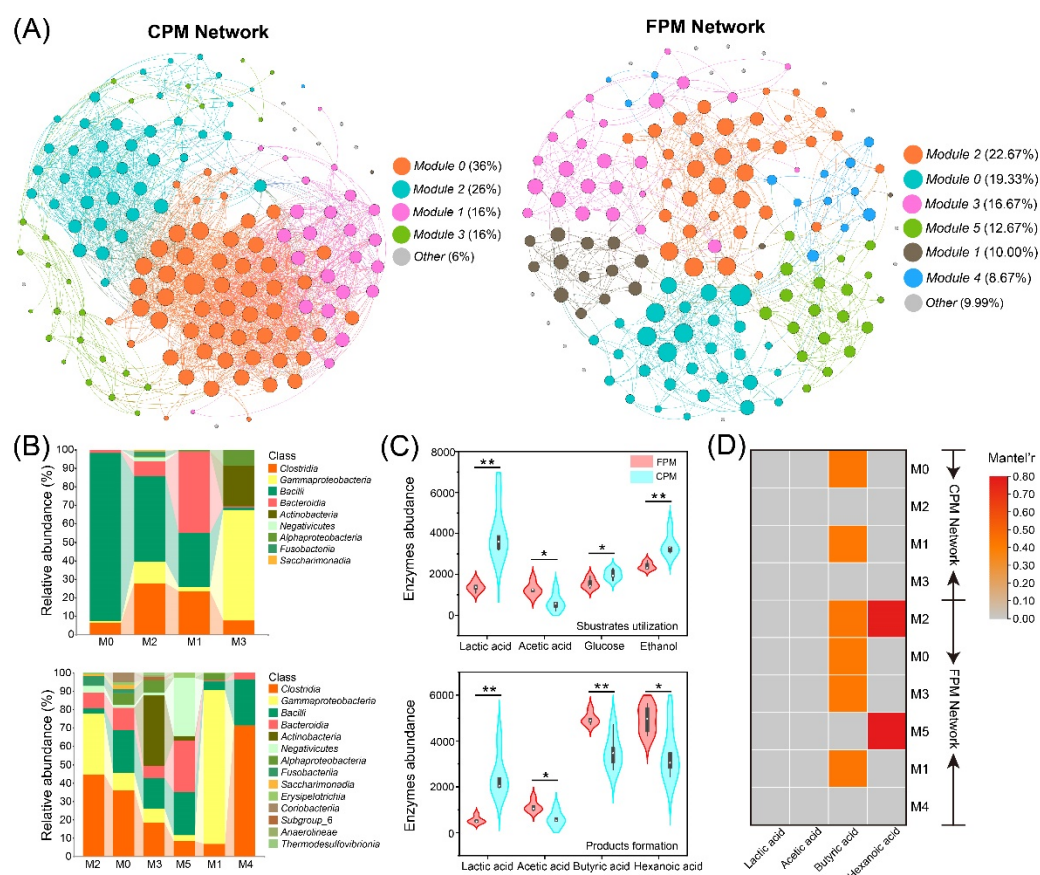 (A)
CPM Network
FPM Network
Module 0 (36%)
Module 2 (26%)
Module 1 (16%)
Module 3 (16%)
Other (6%)
Module 2 (22.67%)
Module 0 (19.33%)
Module 3 (16.67%)
Module 5 (12.67%)
Module 1 (10.00%)
Module 4 (8.67%)
Other (9.99%)
(B)
Relative abundance (%)
100
90
80
70
60
50
40
30
20
10
0
M0 M2 M1 M3
Class
Clostridia
Gammaproteobacteria
Bacilli
Bacteroidia
Actinobacteria
Negativicutes
Alphaproteobacteria
Fusobacteriia
Saccharimonadia
Relative abundance (%)
100
90
80
70
60
50
40
30
20
10
0
M2 M0 M3 M5 M1 M4
Class
Clostridia
Gammaproteobacteria
Bacilli
Bacteroidia
Actinobacteria
Negativicutes
Alphaproteobacteria
Fusobacteriia
Saccharimonadia
Erysipelotrichia
Coriobacteriia
Subgroup_6
Anaerolineae
Thermodesulfovibrionia
(C)
Enzymes abudance
8000
6000
4000
2000
0
** * * **
FPM
CPM
Sbustrates utilization
Lactic acid Acetic acid Glucose Ethanol
Enzymes abundance
6000
4000
2000
0
** * ** *
Products formation
Lactic acid Acetic acid Butyric acid Hexanoic acid
(D)
M0
M2
M1
M3
M2
M0
M3
M5
M1
M4
CPM Network
FPM Network
Lactic acid
Acetic acid
Butyric acid
Hexanoic acid
Mantel'r
0.80
0.70
0.60
0.50
0.40
0.30
0.20
0.10
0.00